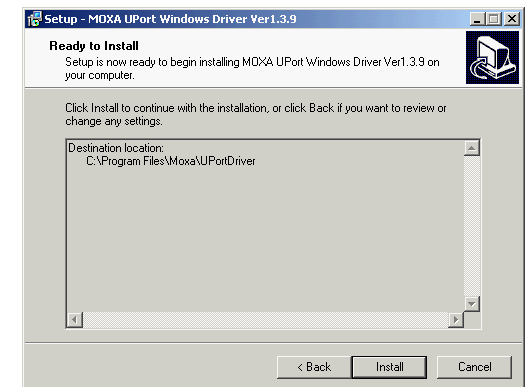 Setup - MOXA UPort Windows Driver Ver1.3.9
Ready to Install
Setup is now ready to begin installing MOXA UPort Windows Driver Ver1.3.9 on
your computer.
Click Install to continue with the installation, or click Back if you want to review or
change any settings.
Destination location:
C:\Program Files\Moxa\UPortDriver
< Back
Install
Cancel